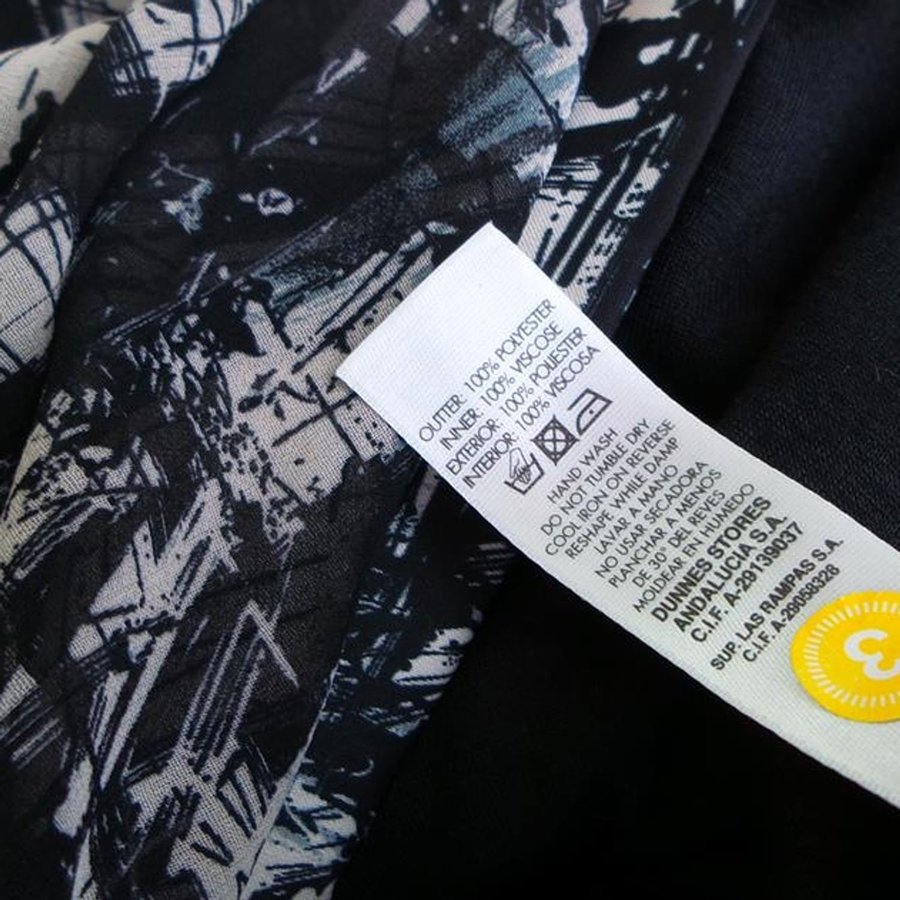 OUTTER: 100% POLYESTER
INNER: 100% VISCOSE
EXTERIOR: 100% POLIESTER
INTERIOR: 100% VISCOSA
HAND WASH
DO NOT TUMBLE DRY
COOL IRON ON REVERSE
RESHAPE WHILE DAMP
LAVAR A MANO
NO USAR SECADORA
PLANCHAR A MENOS
DE 30° DEL REVES
MOLDEAR EN HUMEDO
DUNNES STORES
ANDALUCIA S.A.
C.I.F. A-29139037
SUP. LAS RAMPAS S.A.
C.I.F. A-29058328